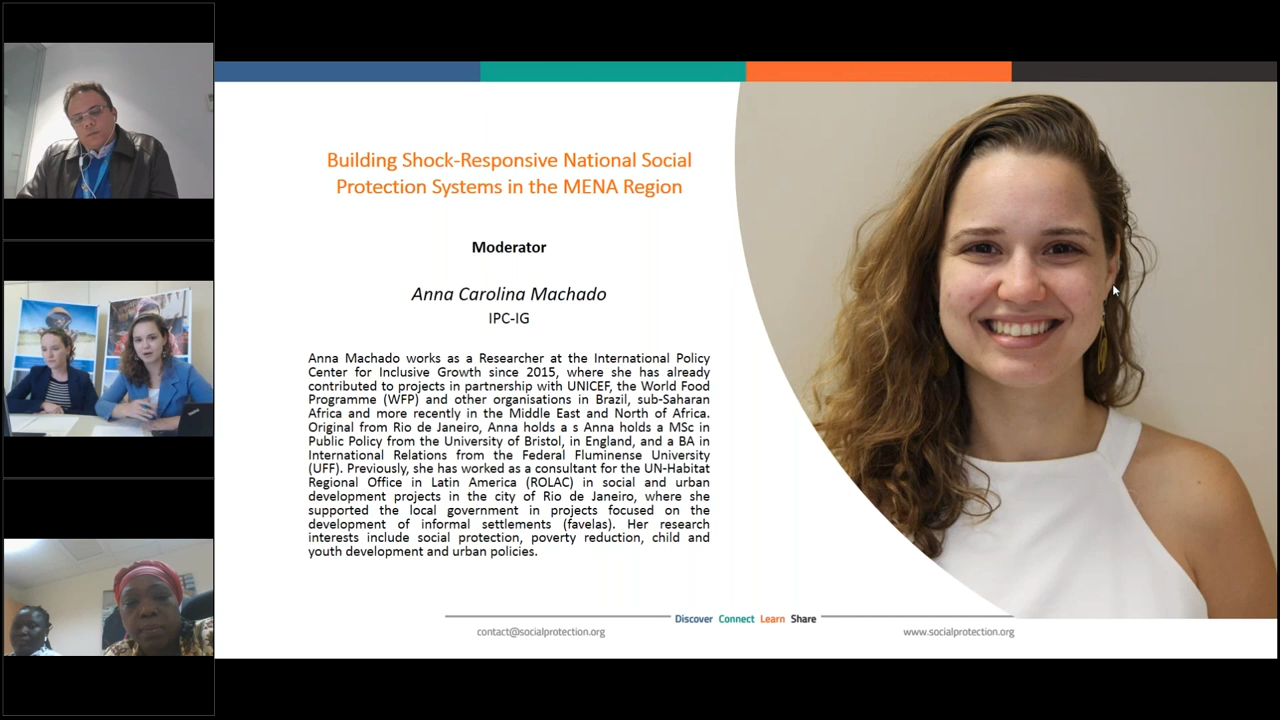 Building Shock-Responsive National Social
Protection Systems in the MENA Region
Moderator
Anna Carolina Machado
IPC-IG
Anna Machado works as a Researcher at the International Policy
Center for Inclusive Growth since 2015, where she has already
contributed to projects in partnership with UNICEF, the World Food
Programme (WFP) and other organisations in Brazil, sub-Saharan
Africa and more recently in the Middle East and North of Africa.
Original from Rio de Janeiro, Anna holds a s Anna holds a MSc in
Public Policy from the University of Bristol, in England, and a BA in
International Relations from the Federal Fluminense University
(UFF). Previously, she has worked as a consultant for the UN-Habitat
Regional Office in Latin America (ROLAC) in social and urban
development projects in the city of Rio de Janeiro, where she
supported the local government in projects focused on the
development of informal settlements (favelas). Her research
interests include social protection, poverty reduction, child and
youth development and urban policies.
Discover Connect Learn Share
contact@socialprotection.org
www.socialprotection.org